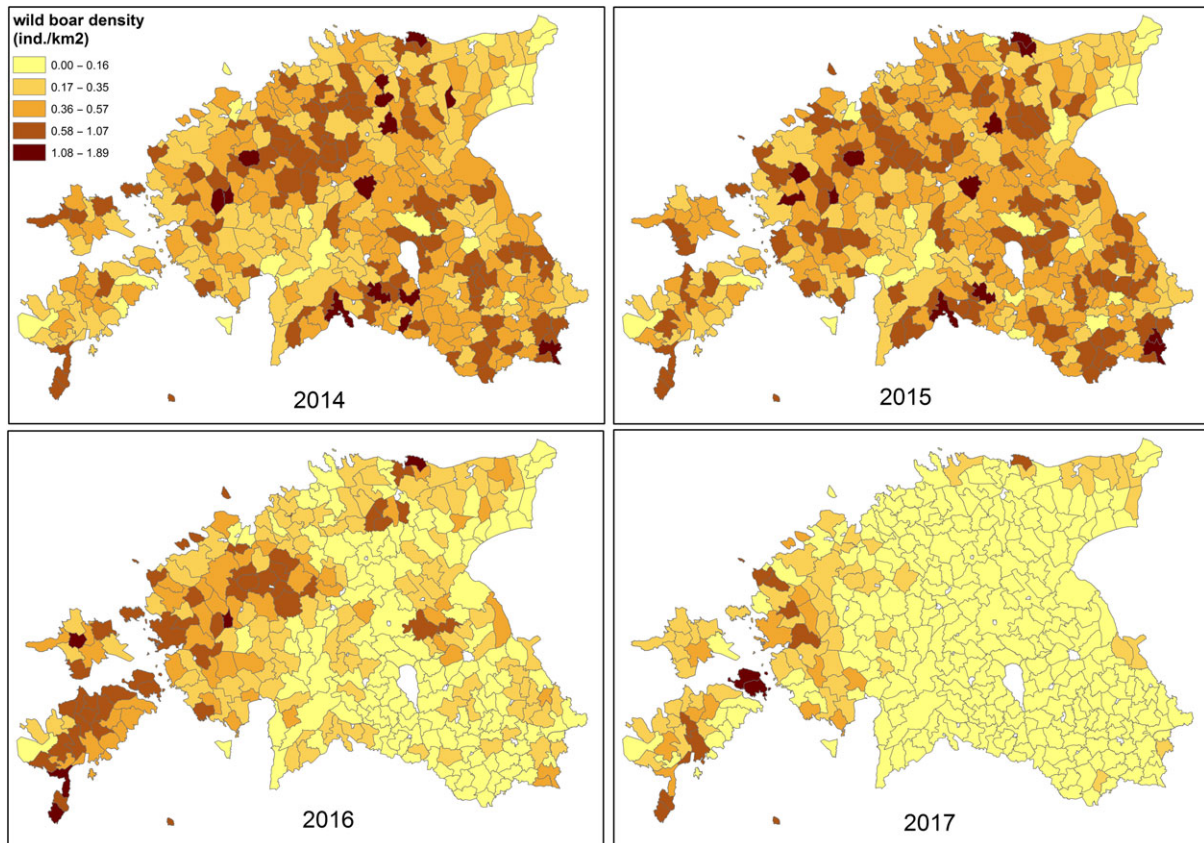 wild boar density
(ind./km2)
0.00 – 0.16
0.17 – 0.35
0.36 – 0.57
0.58 – 1.07
1.08 – 1.89
2014
2015
2016
2017